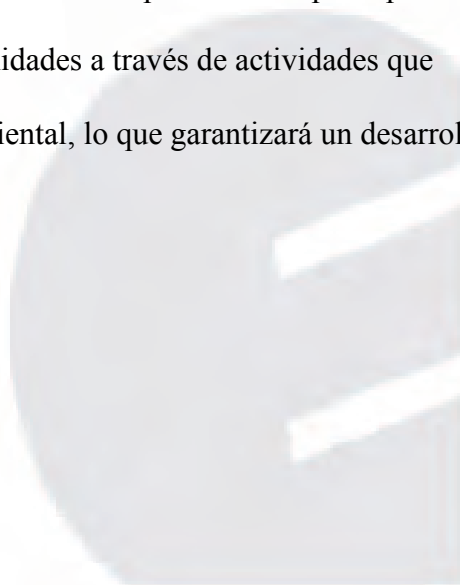 idades a través de actividades que
iental, lo que garantizará un desarrol